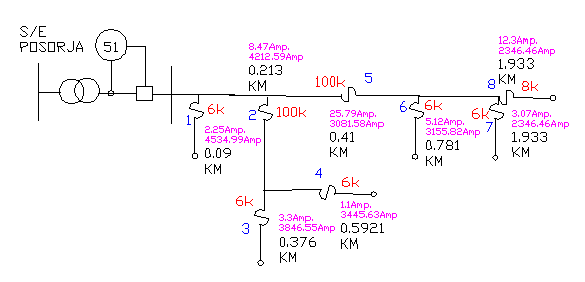 S/E
POSORJA
51
8.47Amp.
4212.59Amp
0.213
KM
12.3Amp.
2346.46Amp
1.933
KM
100k
5
8
8k
6k
1
2
100k
6
6k
6k
7
2.25Amp.
4534.99Amp
0.09
KM
25.79Amp.
3081.58Amp
0.41
KM
5.12Amp.
3155.82Amp
0.781
KM
3.07Amp.
2346.46Amp
1.933
KM
4
6k
6k
3
1.1Amp.
3445.63Amp
0.5921
KM
3.3Amp.
3846.55Amp
0.376
KM